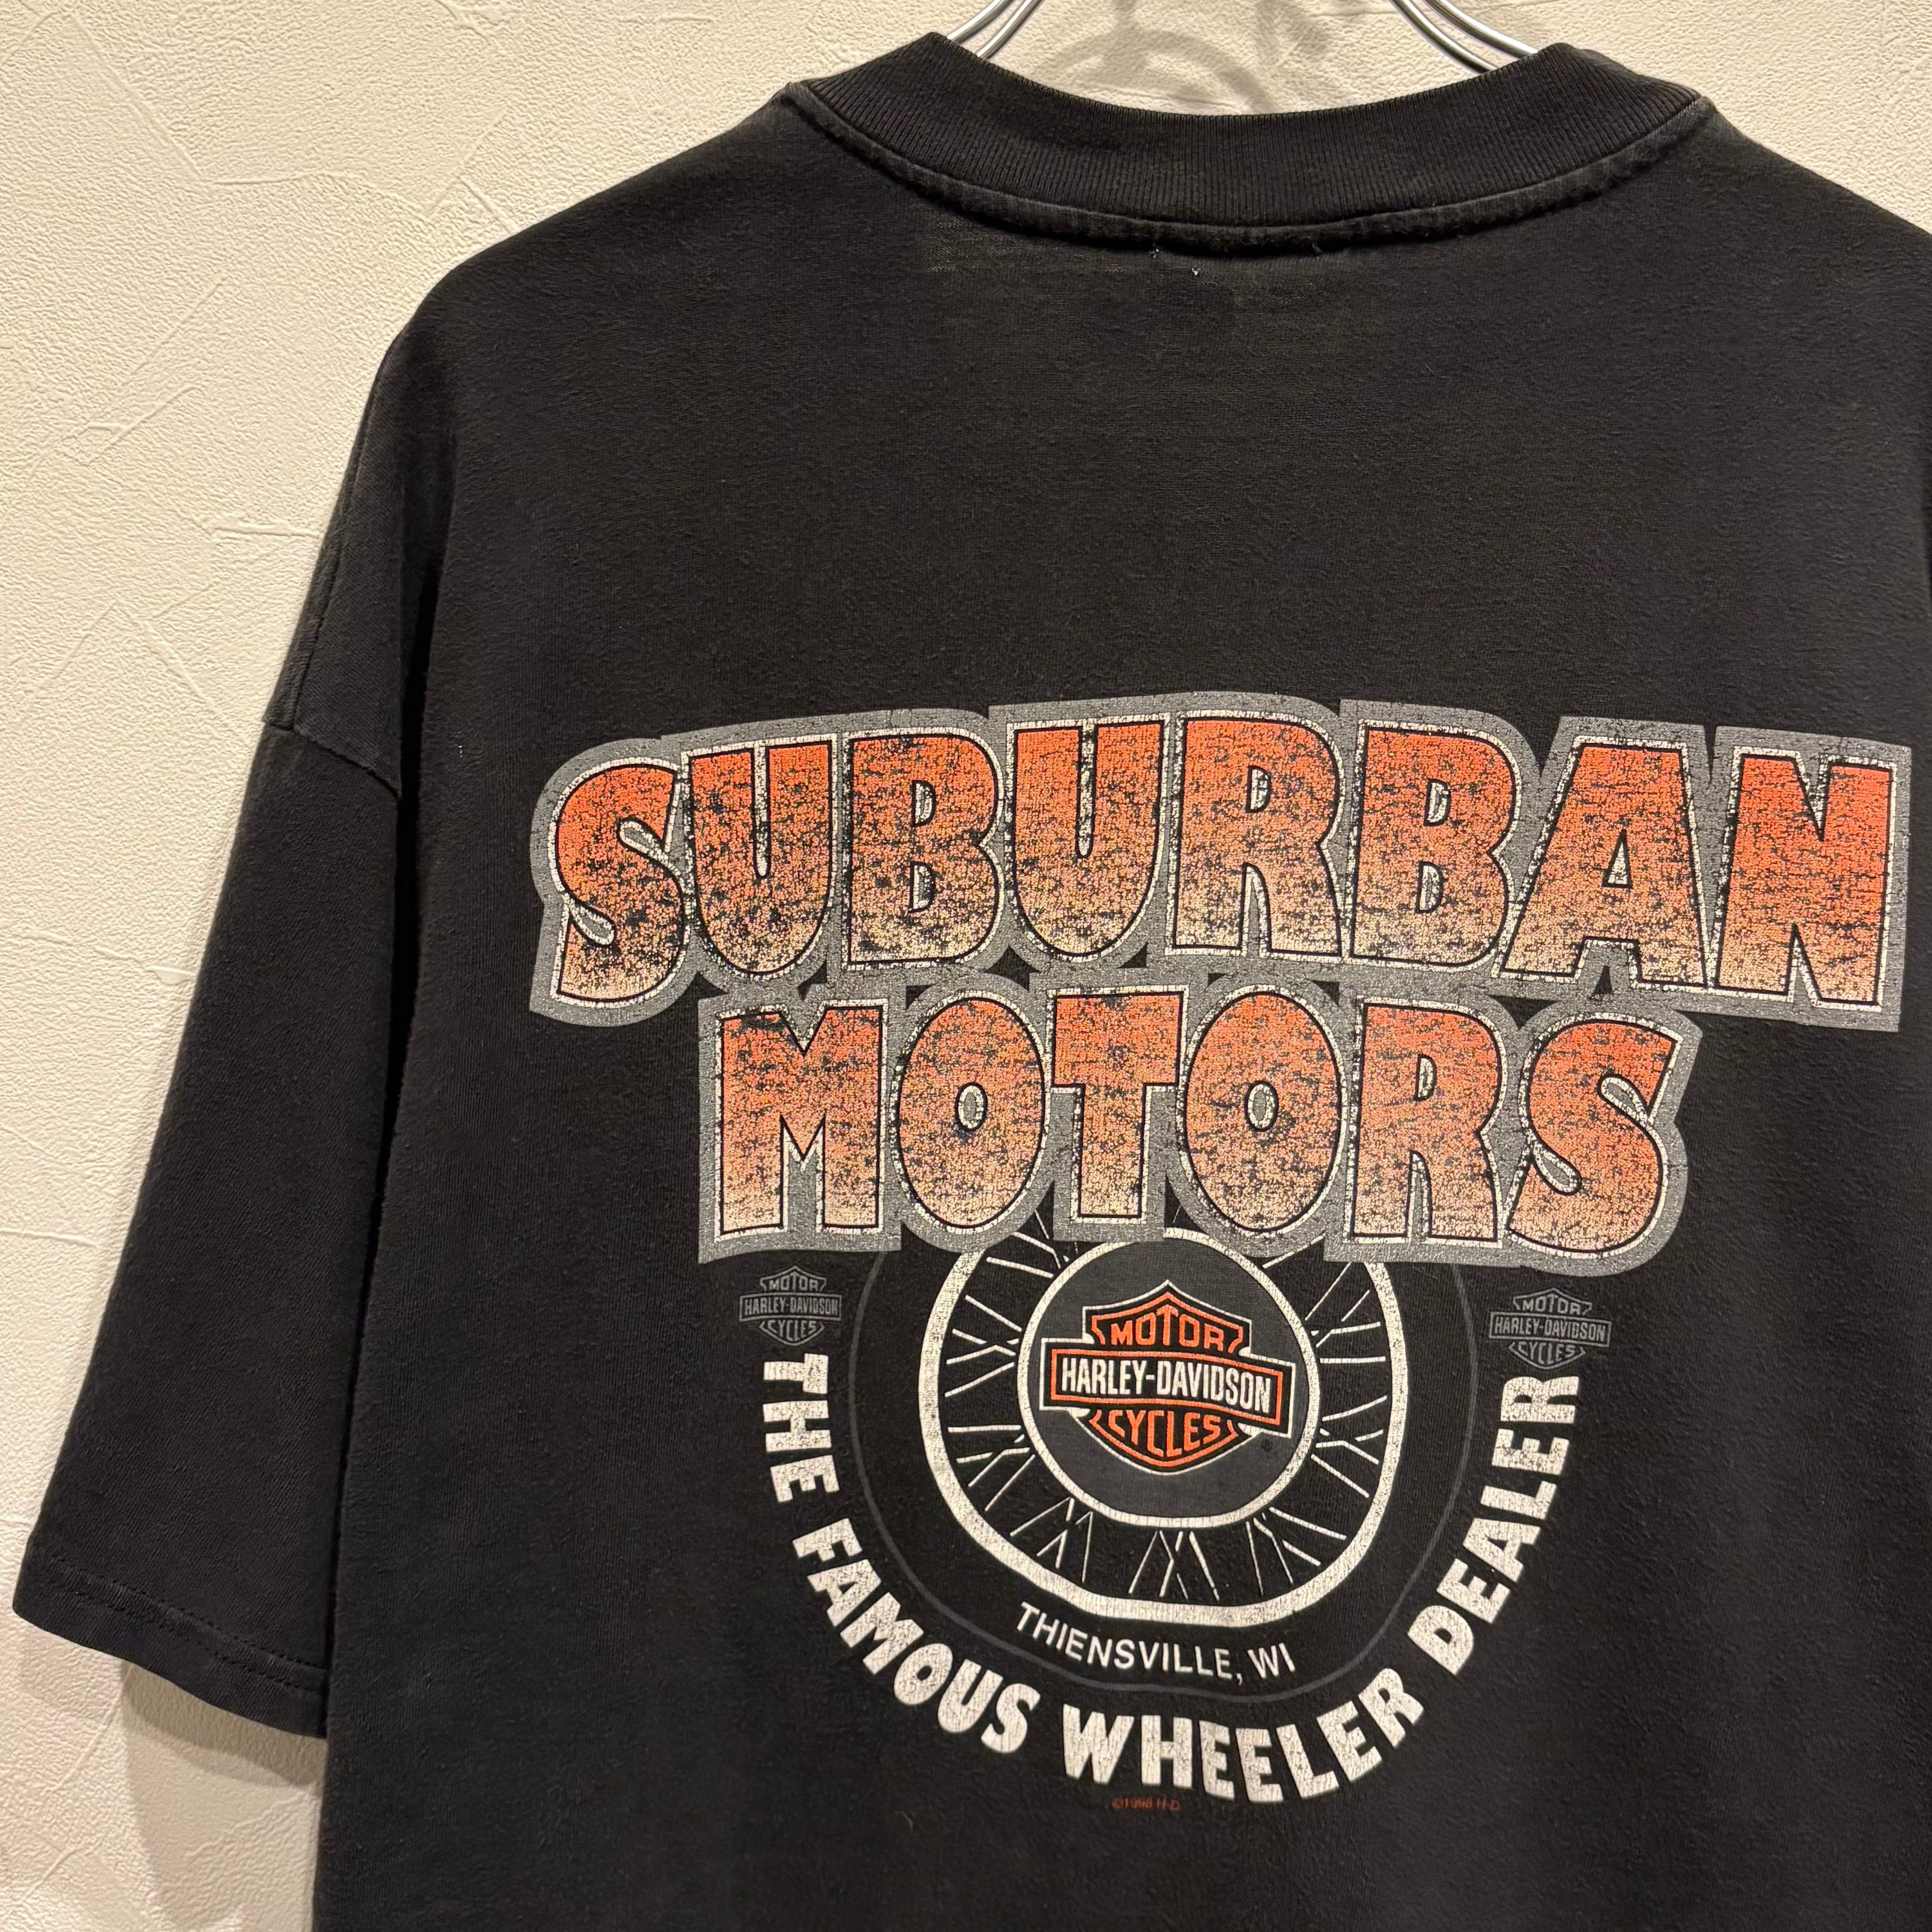 SUBURBAN
MOTORS
MOTOR
HARLEY-DAVIDSON
CYCLES
MOTOR
HARLEY-DAVIDSON
CYCLES
MOTOR
HARLEY-DAVIDSON
CYCLES
THIENSVILLE, WI
THE FAMOUS WHEELER DEALER
©1998 H-D